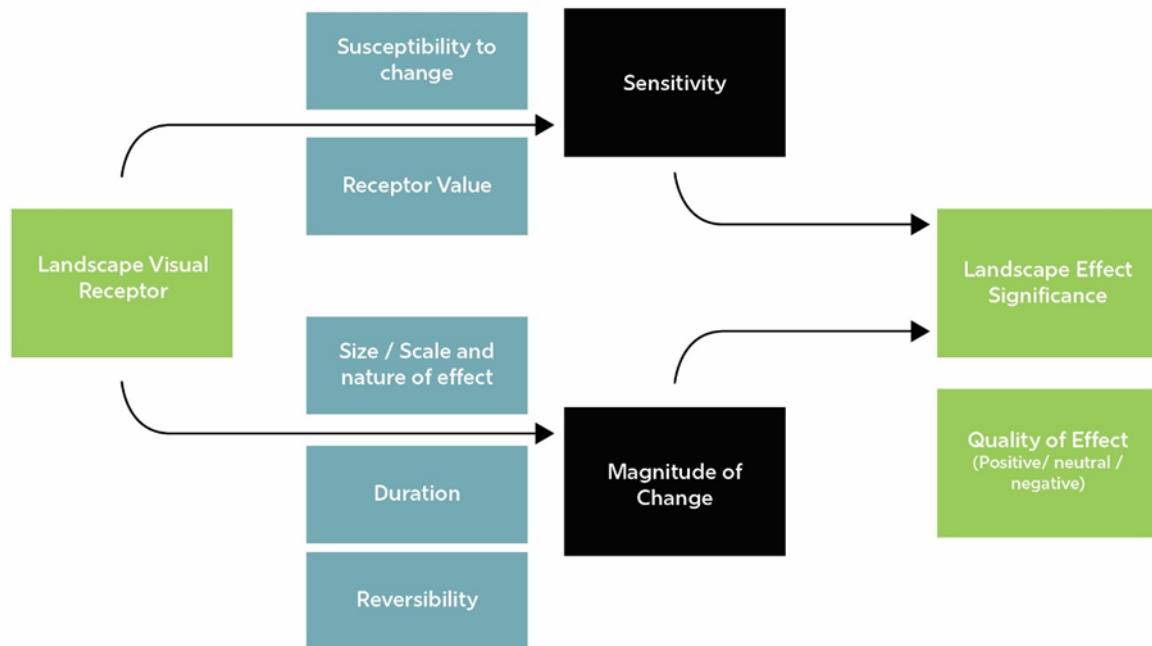 Susceptibility to
change
Sensitivity
Receptor Value
Landscape Visual
Receptor
Landscape Effect
Significance
Size / Scale and
nature of effect
Quality of Effect
(Positive/ neutral /
negative)
Magnitude of
Change
Duration
Reversibility